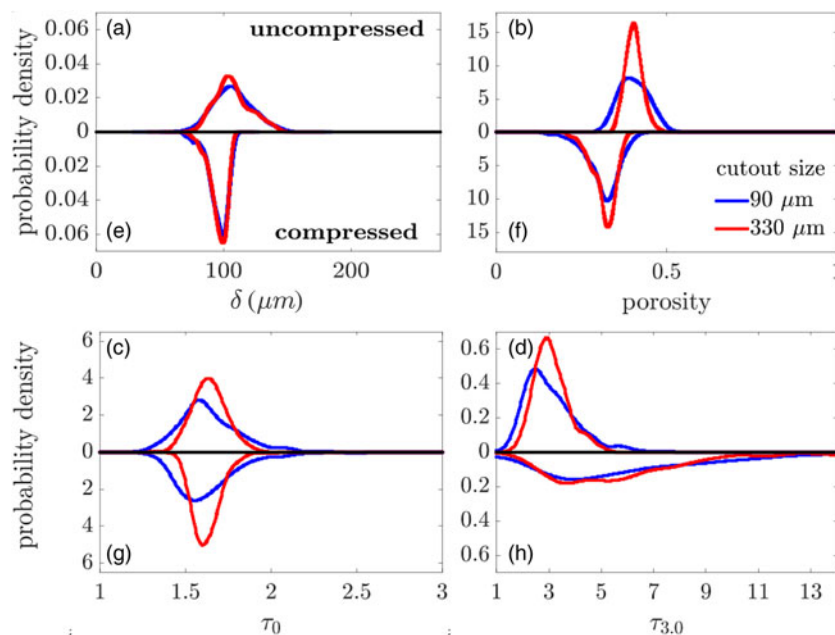 (a) uncompressed
(b)
0.06
0.04
0.02
0
0.02
0.04
0.06
probability density
(e) compressed
0 100 200
δ (μm)
15
10
5
0
5
10
15
cutout size
90 μm
330 μm
(f)
0 0.5
porosity
(c)
6
4
2
0
2
4
6
probability density
(g)
1 1.5 2 2.5 3
τ0
(d)
0.6
0.4
0.2
0
0.2
0.4
0.6
(h)
1 3 5 7 9 11 13
τ3.0